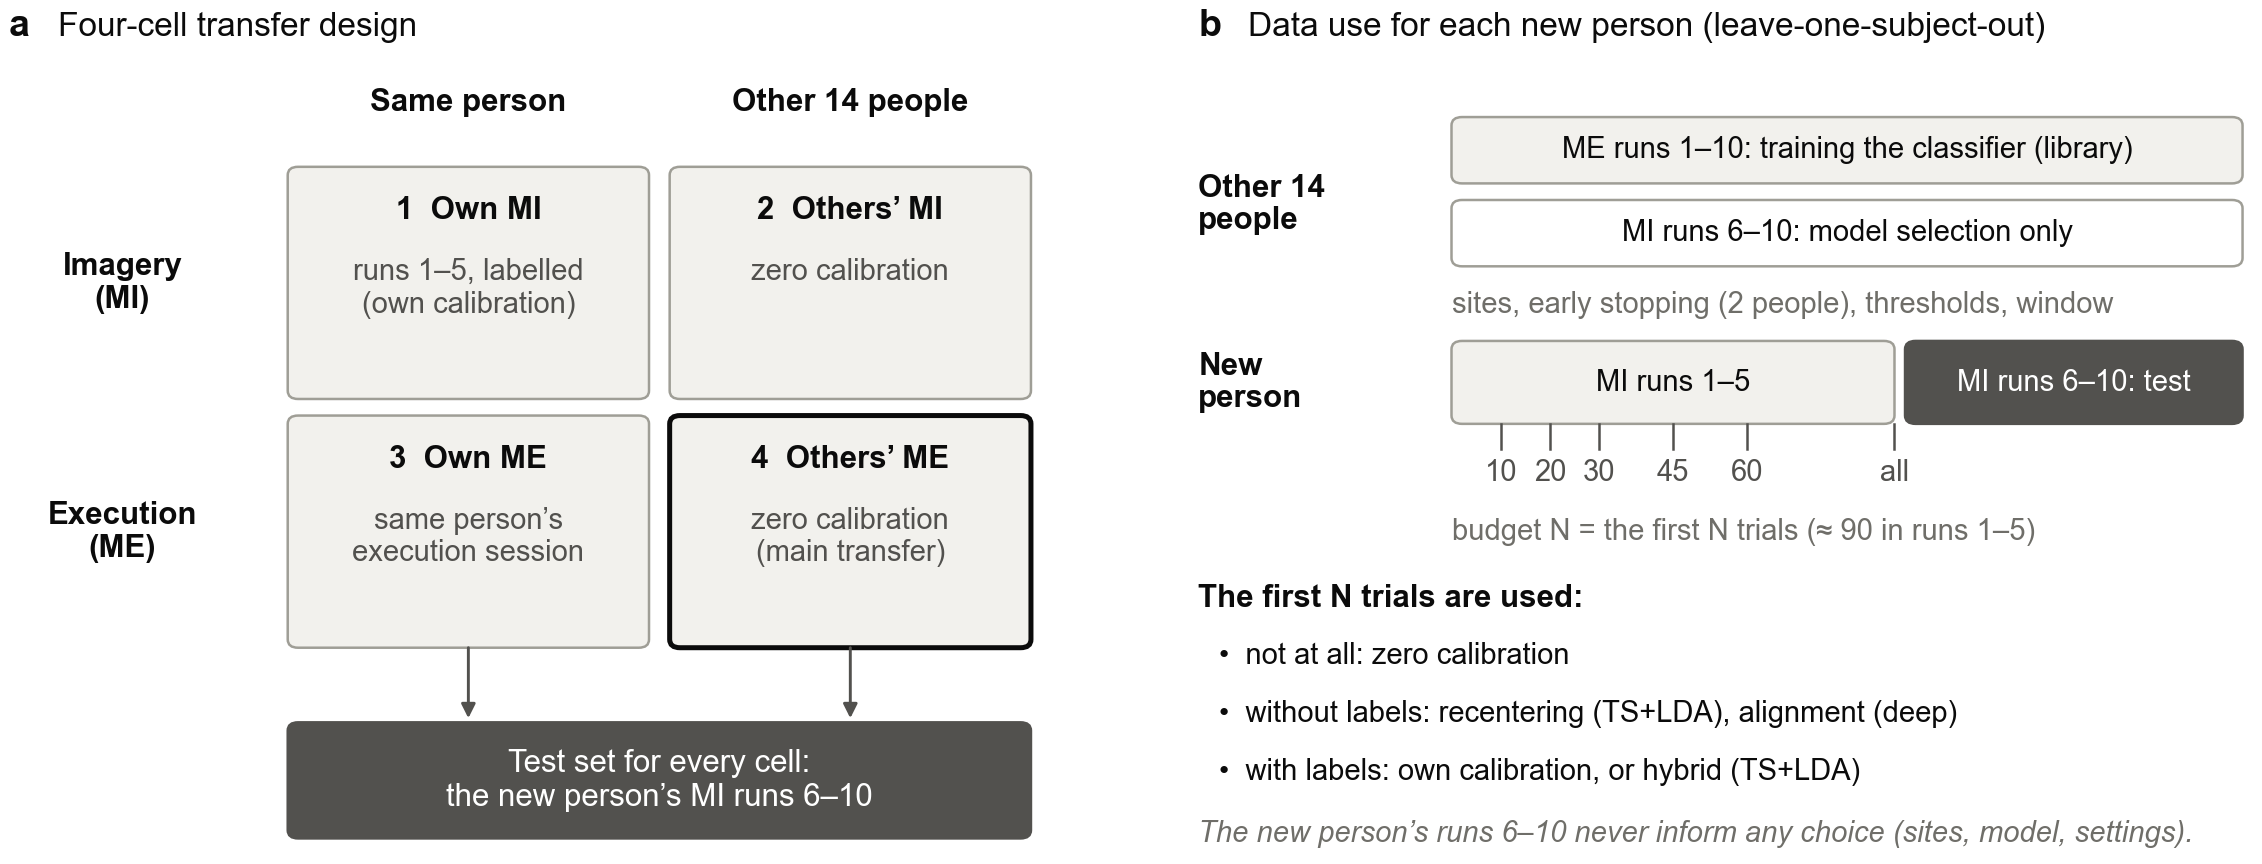 a Four-cell transfer design
Same person
Other 14 people
Imagery
(MI)
1 Own MI
runs 1–5, labelled
(own calibration)
2 Others’ MI
zero calibration
Execution
(ME)
3 Own ME
same person’s
execution session
4 Others’ ME
zero calibration
(main transfer)
Test set for every cell:
the new person’s MI runs 6–10
b Data use for each new person (leave-one-subject-out)
Other 14
people
ME runs 1–10: training the classifier (library)
MI runs 6–10: model selection only
sites, early stopping (2 people), thresholds, window
New
person
MI runs 1–5
MI runs 6–10: test
10 20 30 45 60 all
budget N = the first N trials (≈ 90 in runs 1–5)
The first N trials are used:
• not at all: zero calibration
• without labels: recentering (TS+LDA), alignment (deep)
• with labels: own calibration, or hybrid (TS+LDA)
The new person’s runs 6–10 never inform any choice (sites, model, settings).